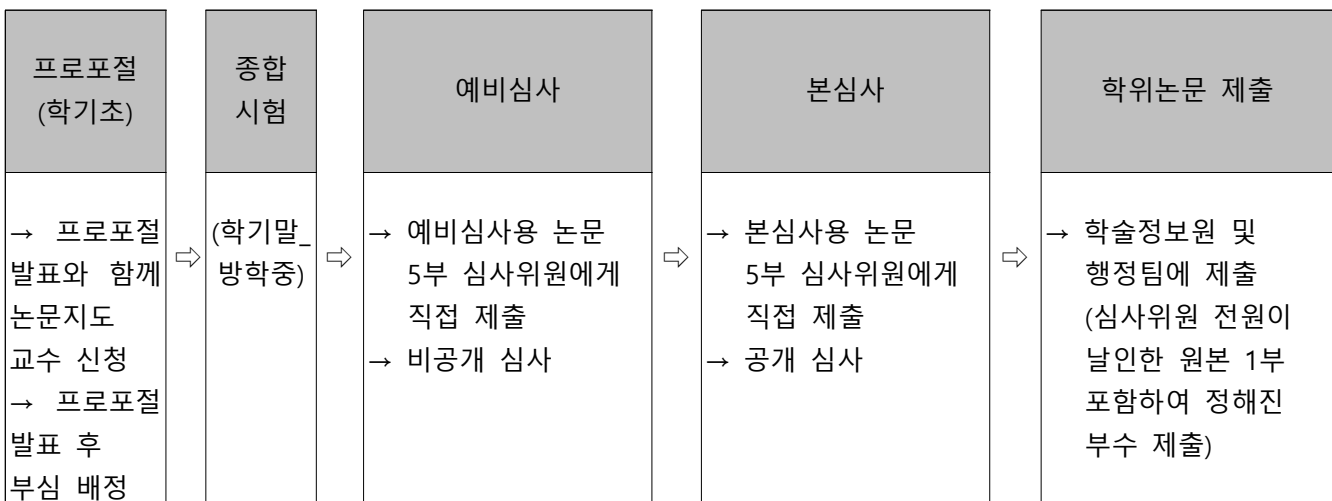 프로포절
(학기초)
종합
시험
예비심사
본심사
학위논문 제출
→ 프로포절
발표와 함께
논문지도
교수 신청
→ 프로포절
발표 후
부심 배정
⇨
(학기말_
방학중)
⇨
→ 예비심사용 논문
5부 심사위원에게
직접 제출
→ 비공개 심사
⇨
→ 본심사용 논문
5부 심사위원에게
직접 제출
→ 공개 심사
⇨
→ 학술정보원 및
행정팀에 제출
(심사위원 전원이
날인한 원본 1부
포함하여 정해진
부수 제출)